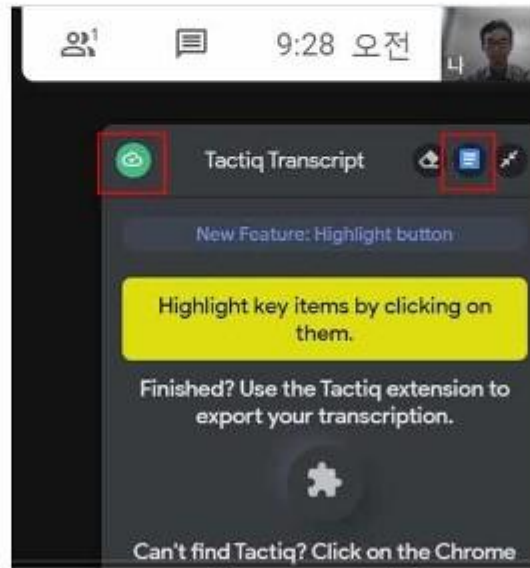 1
9:28 오전
나
Tactiq Transcript
New Feature: Highlight button
Highlight key items by clicking on
them.
Finished? Use the Tactiq extension to
export your transcription.
Can't find Tactiq? Click on the Chrome